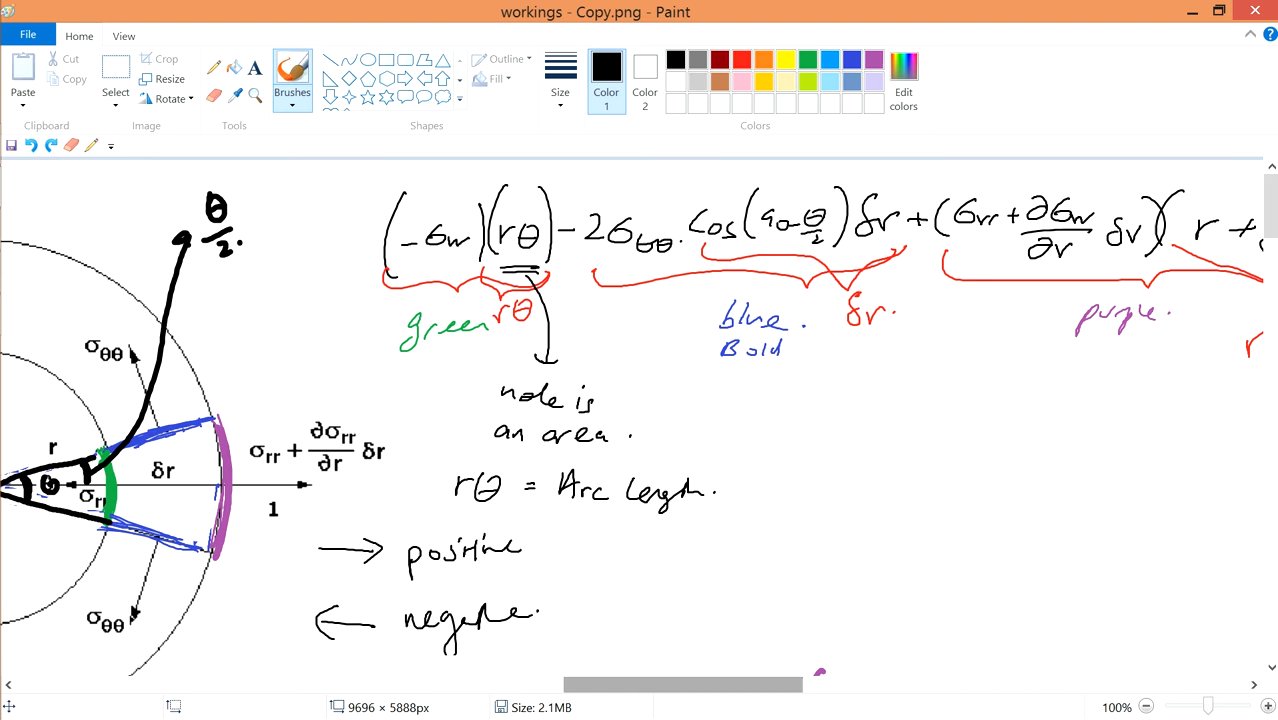 workings - Copy.png - Paint
File Home View
Paste
Cut
Copy
Clipboard
Select
Crop
Resize
Rotate
Image
Tools
Brushes
Shapes
Outline
Fill
Size
Color 1
Color 2
Colors
Edit colors
θ/2.
(-σrr)(rθ) - 2σθθ. cos(90-θ/2)δr + (σrr + ∂σrr/∂r δr)( r +
green rθ
blue.
Bold
δr.
purple.
r
note is
an area.
rθ = Arc Length.
→ positive
← negative.
σθθ
r
θ
σrr
δr
σrr + ∂σrr/∂r δr
1
σθθ
9696 × 5888px
Size: 2.1MB
100%